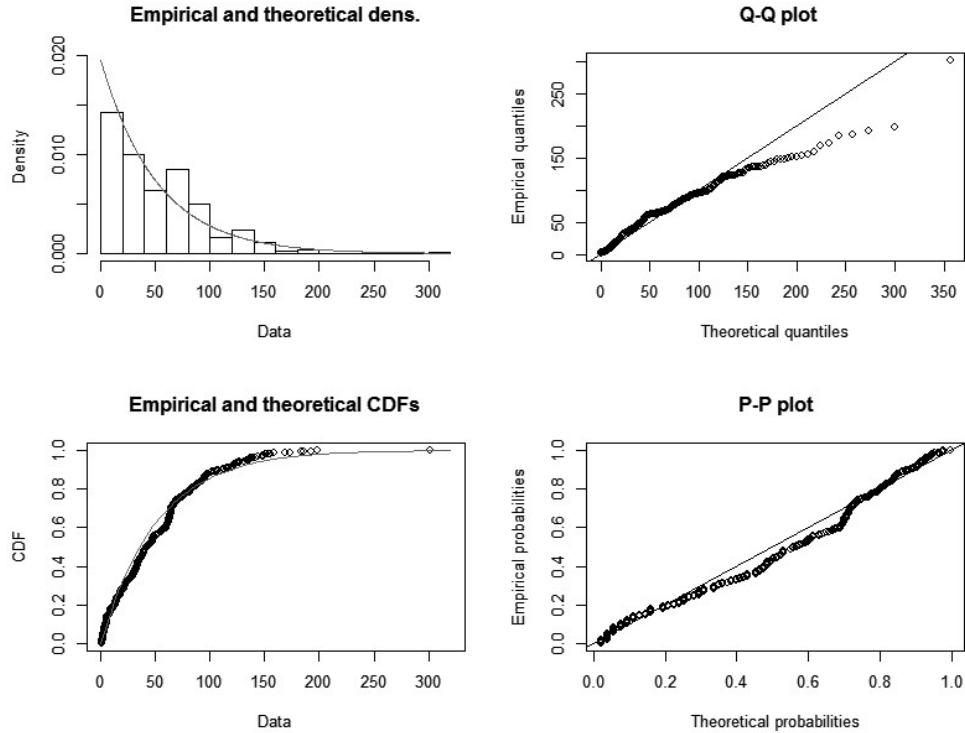 Empirical and theoretical dens.
Density
0.000
0.010
0.020
0 50 100 150 200 250 300
Data
Q-Q plot
Empirical quantiles
0 50 150 250
0 50 100 150 200 250 300 350
Theoretical quantiles
Empirical and theoretical CDFs
CDF
0.0 0.2 0.4 0.6 0.8 1.0
0 50 100 150 200 250 300
Data
P-P plot
Empirical probabilities
0.0 0.2 0.4 0.6 0.8 1.0
0.0 0.2 0.4 0.6 0.8 1.0
Theoretical probabilities